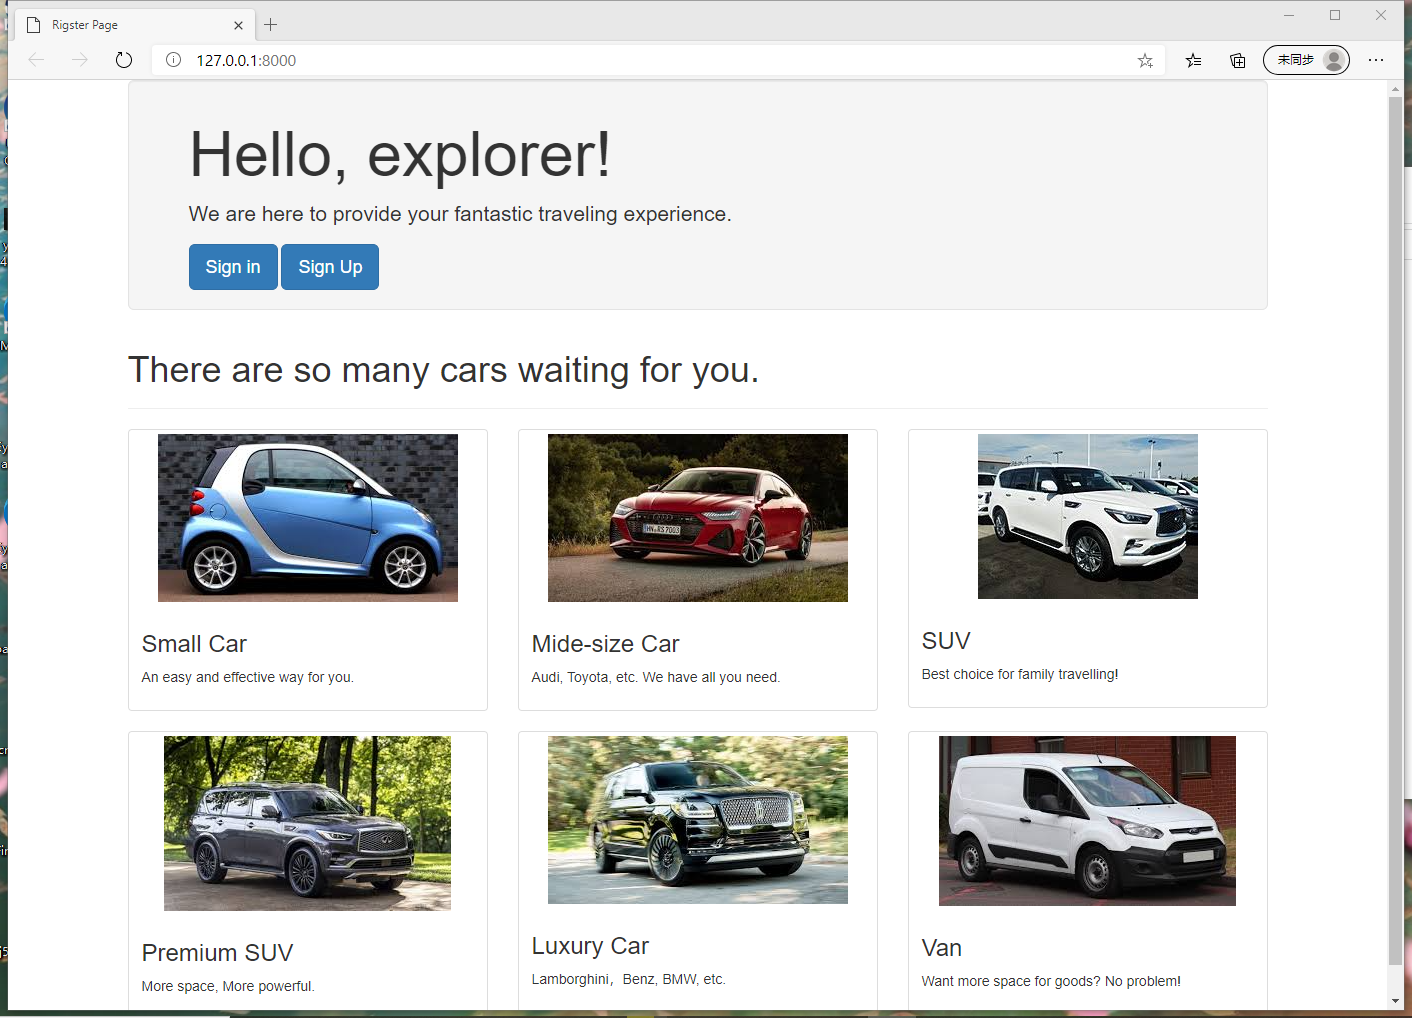 Rigster Page
127.0.0.1:8000
未同步
Hello, explorer!
We are here to provide your fantastic traveling experience.
Sign in Sign Up
There are so many cars waiting for you.
HN RS 7003
Small Car
An easy and effective way for you.
Mide-size Car
Audi, Toyota, etc. We have all you need.
SUV
Best choice for family travelling!
Premium SUV
More space, More powerful.
Luxury Car
Lamborghini，Benz, BMW, etc.
Van
Want more space for goods? No problem!